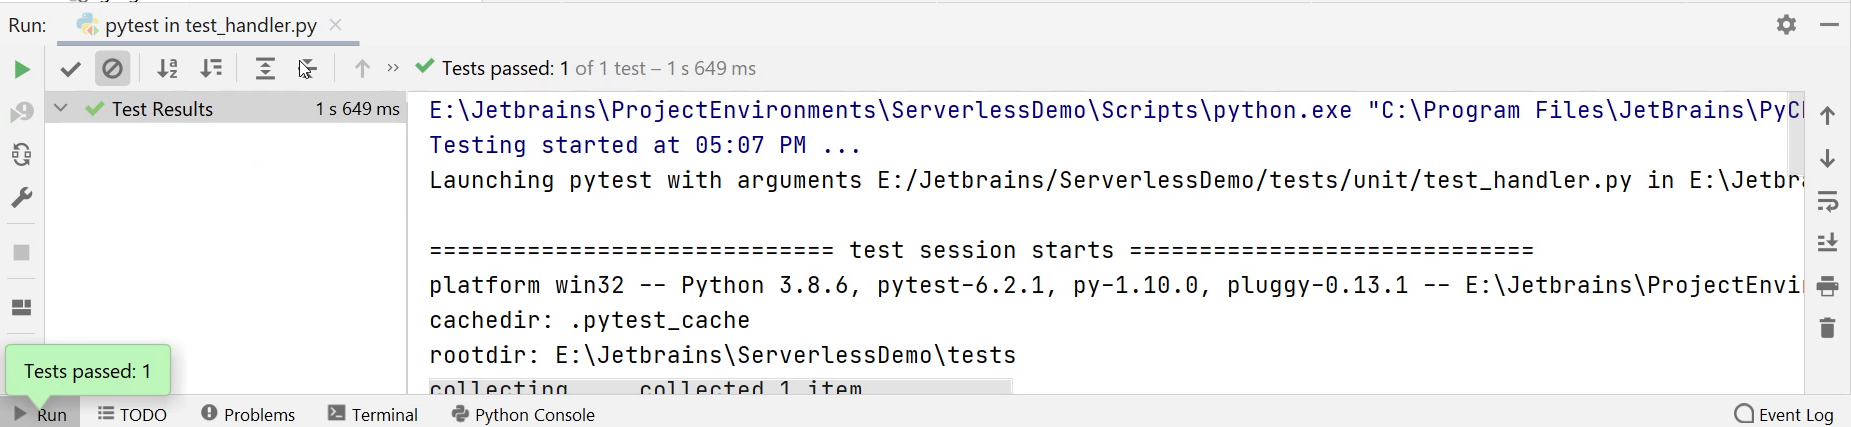 Run: pytest in test_handler.py
Tests passed: 1 of 1 test – 1 s 649 ms
Test Results 1 s 649 ms
E:\Jetbrains\ProjectEnvironments\ServerlessDemo\Scripts\python.exe "C:\Program Files\JetBrains\PyC
Testing started at 05:07 PM ...
Launching pytest with arguments E:/Jetbrains/ServerlessDemo/tests/unit/test_handler.py in E:\Jetbr
============================= test session starts =============================
platform win32 -- Python 3.8.6, pytest-6.2.1, py-1.10.0, pluggy-0.13.1 -- E:\Jetbrains\ProjectEnvi
cachedir: .pytest_cache
rootdir: E:\Jetbrains\ServerlessDemo\tests
collecting ... collected 1 item
Tests passed: 1
Run TODO Problems Terminal Python Console Event Log